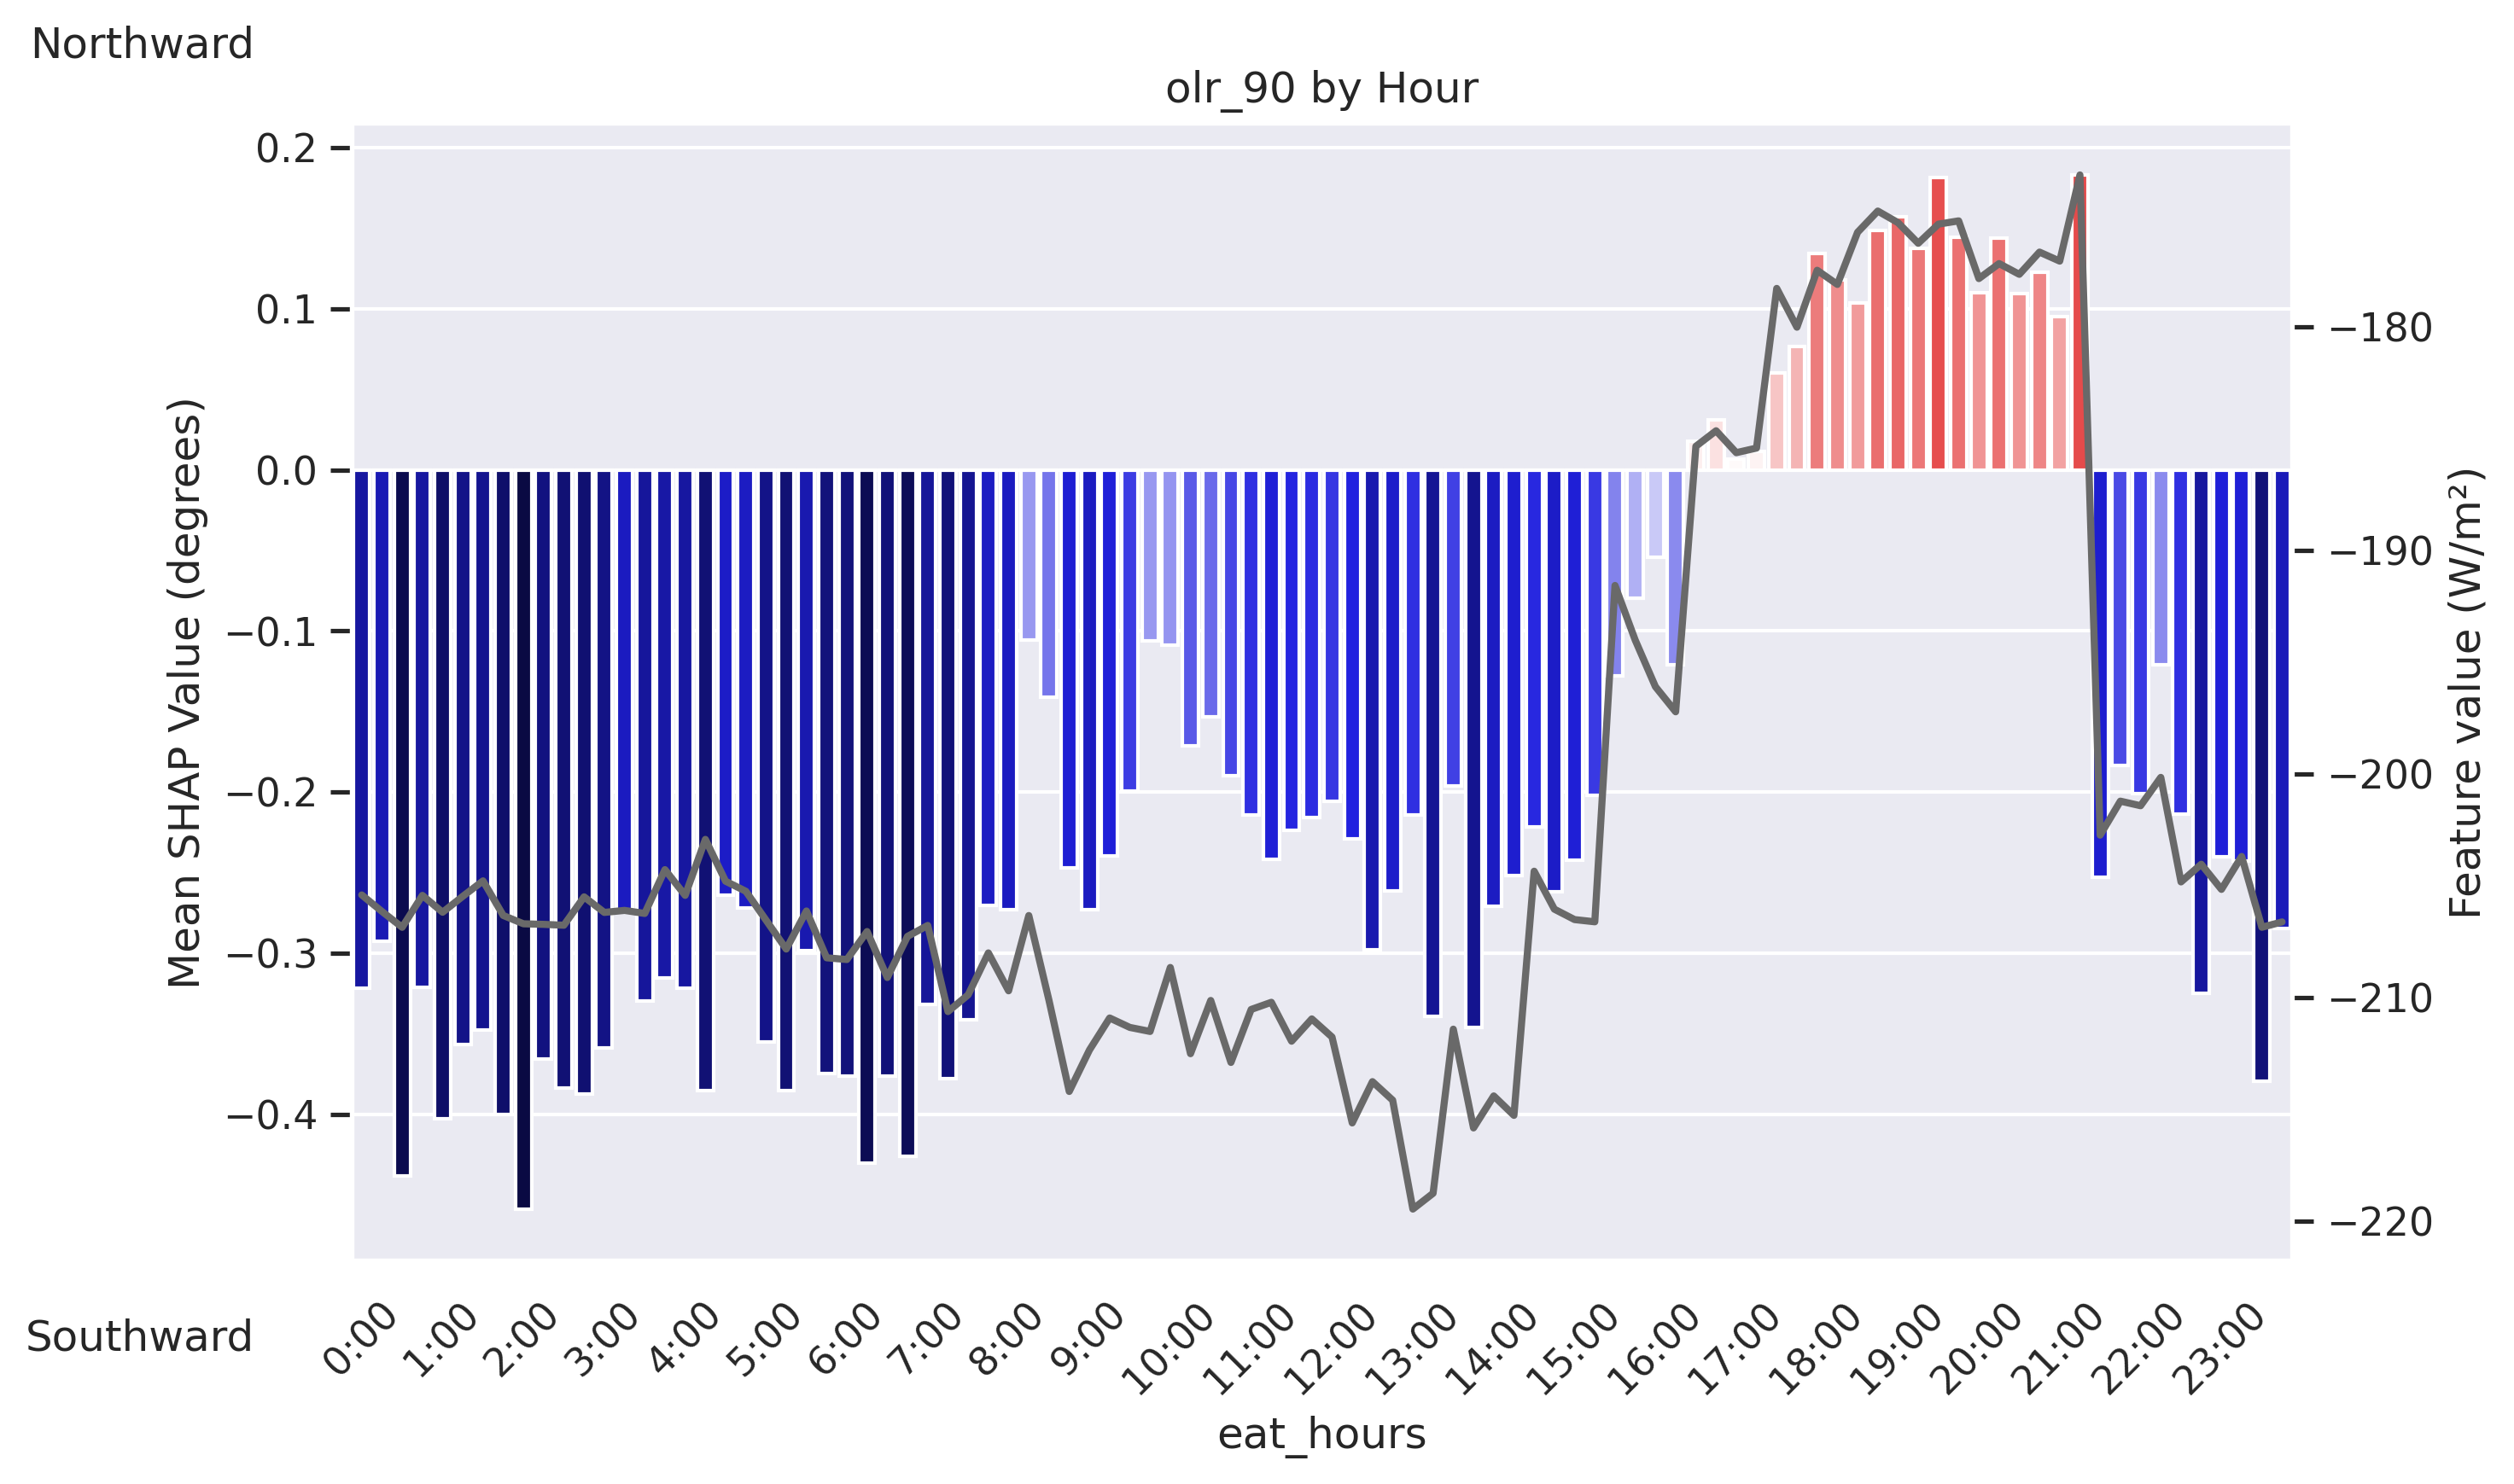 Northward
olr_90 by Hour
0.2
0.1
0.0
−0.1
−0.2
−0.3
−0.4
Mean SHAP Value (degrees)
−180
−190
−200
−210
−220
Feature value (W/m²)
Southward
0:00 1:00 2:00 3:00 4:00 5:00 6:00 7:00 8:00 9:00 10:00 11:00 12:00 13:00 14:00 15:00 16:00 17:00 18:00 19:00 20:00 21:00 22:00 23:00
eat_hours